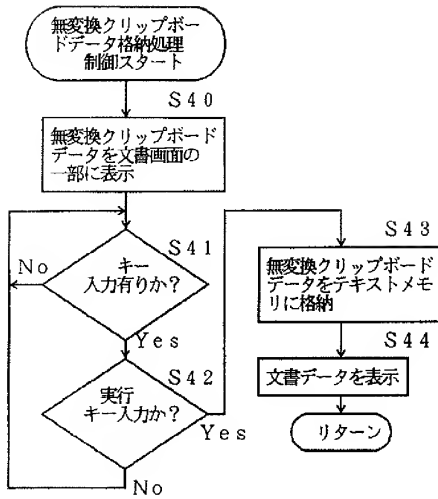 無変換クリップボー
ドデータ格納処理
制御スタート
S40
無変換クリップボード
データを文書画面の
一部に表示
S41
キー
入力有りか?
No
Yes
S42
実行
キー入力か?
Yes
No
S43
無変換クリップボード
データをテキストメモ
リに格納
S44
文書データを表示
リターン